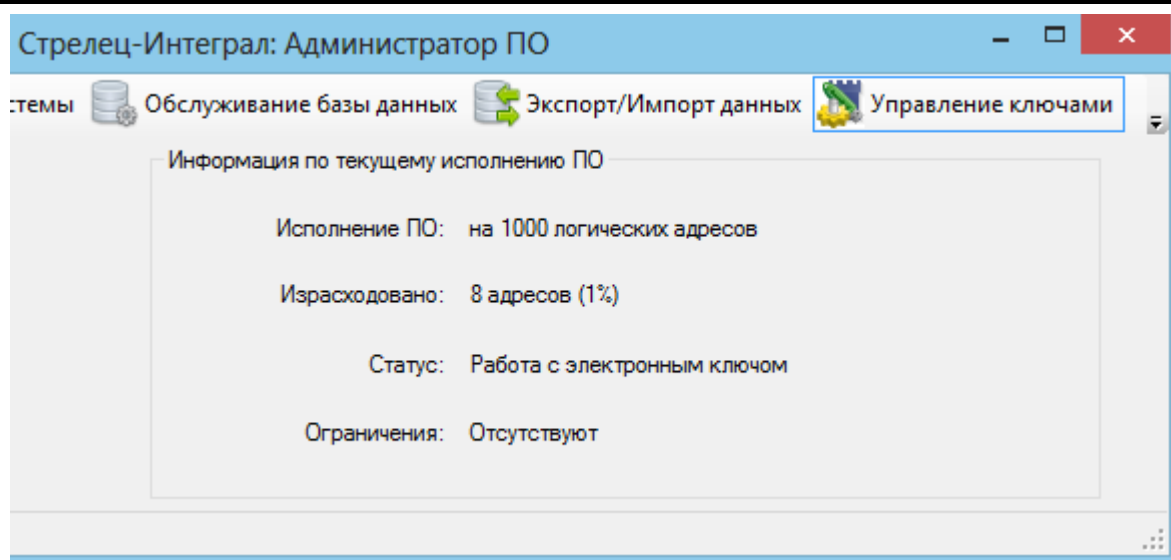 Стрелец-Интеграл: Администратор ПО
стемы Обслуживание базы данных Экспорт/Импорт данных Управление ключами
Информация по текущему исполнению ПО
Исполнение ПО: на 1000 логических адресов
Израсходовано: 8 адресов (1%)
Статус: Работа с электронным ключом
Ограничения: Отсутствуют